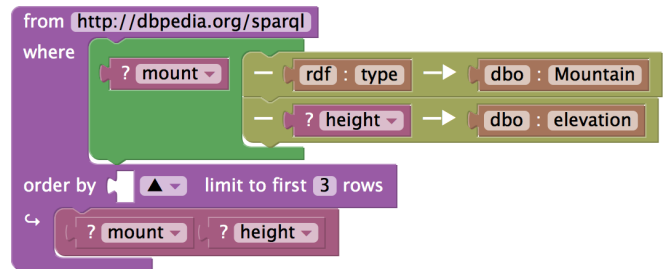 from http://dbpedia.org/sparql
where
? mount rdf : type dbo : Mountain
? height dbo : elevation
order by ▲ limit to first 3 rows
? mount ? height